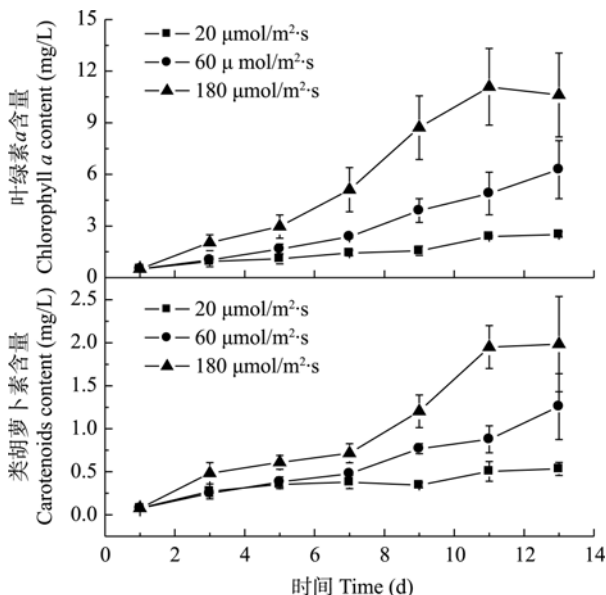 叶绿素a含量
Chlorophyll a content (mg/L)
15
12
9
6
3
0
20 μmol/m²·s
60 μ mol/m²·s
180 μmol/m²·s
类胡萝卜素含量
Carotenoids content (mg/L)
2.5
2.0
1.5
1.0
0.5
0.0
20 μmol/m²·s
60 μmol/m²·s
180 μmol/m²·s
0 2 4 6 8 10 12 14
时间 Time (d)